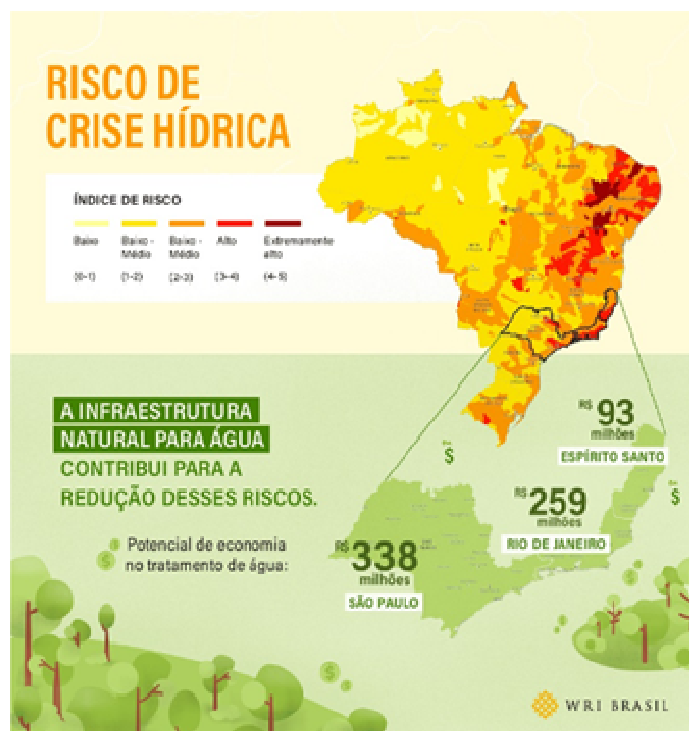 RISCO DE
CRISE HÍDRICA
ÍNDICE DE RISCO
Baixo
(0-1)
Baixo -
Médio
(1-2)
Baixo -
Médio
(2-3)
Alto
(3-4)
Extremamente
alto
(4-5)
A INFRAESTRUTURA
NATURAL PARA ÁGUA
CONTRIBUI PARA A
REDUÇÃO DESSES RISCOS.
Potencial de economia
no tratamento de água:
R$ 93
milhões
ESPÍRITO SANTO
R$ 259
milhões
RIO DE JANEIRO
R$ 338
milhões
SÃO PAULO
WRI BRASIL